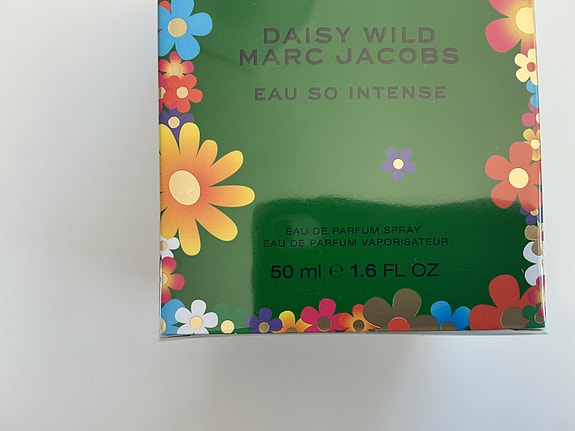 DAISY WILD
MARC JACOBS
EAU SO INTENSE
EAU DE PARFUM SPRAY
EAU DE PARFUM VAPORISATEUR
50 ml ℮ 1.6 FL OZ